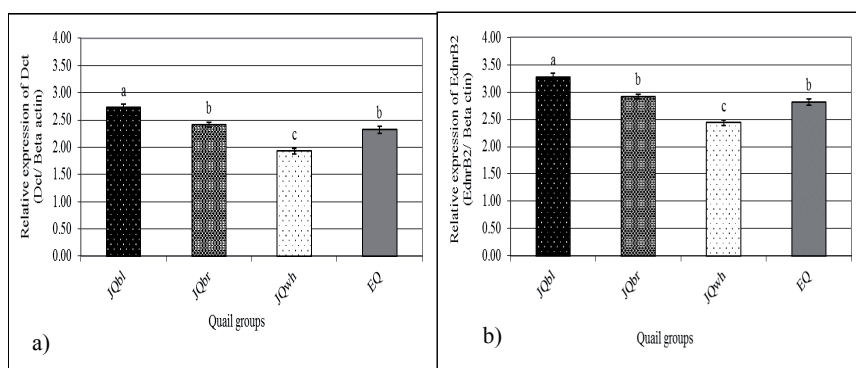 Relative expression of Dct
(Dct/ Beta actin)
4.00
3.50
3.00
2.50
2.00
1.50
1.00
0.50
0.00
a
b
c
b
JQbl
JQbr
JQwh
EQ
Quail groups
a)
Relative expression of EdnrB2
(EdnrB2/ Beta ctin)
4.00
3.50
3.00
2.50
2.00
1.50
1.00
0.50
0.00
a
b
c
b
JQbl
JQbr
JQwh
EQ
Quail groups
b)